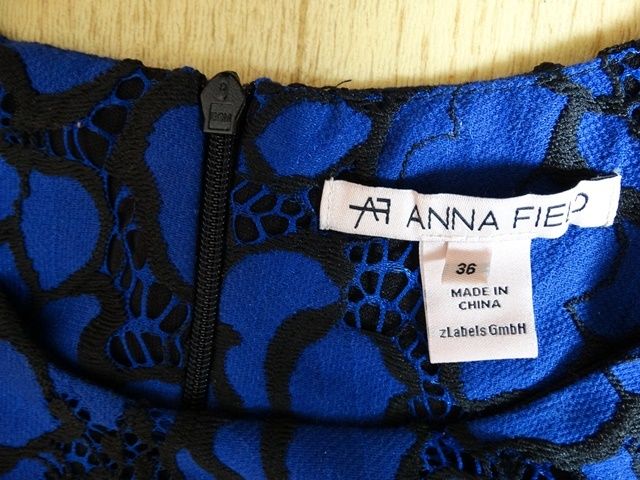 AF ANNA FIELD
36
MADE IN
CHINA
zLabels GmbH